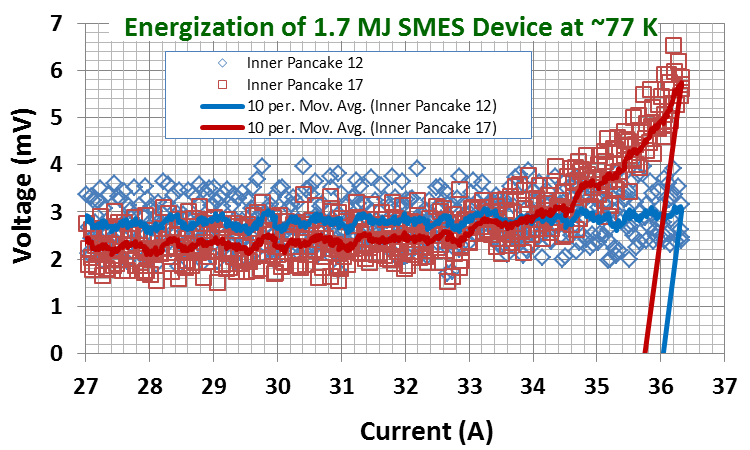 Energization of 1.7 MJ SMES Device at ~77 K
Inner Pancake 12
Inner Pancake 17
10 per. Mov. Avg. (Inner Pancake 12)
10 per. Mov. Avg. (Inner Pancake 17)
Voltage (mV)
7
6
5
4
3
2
1
0
27 28 29 30 31 32 33 34 35 36 37
Current (A)